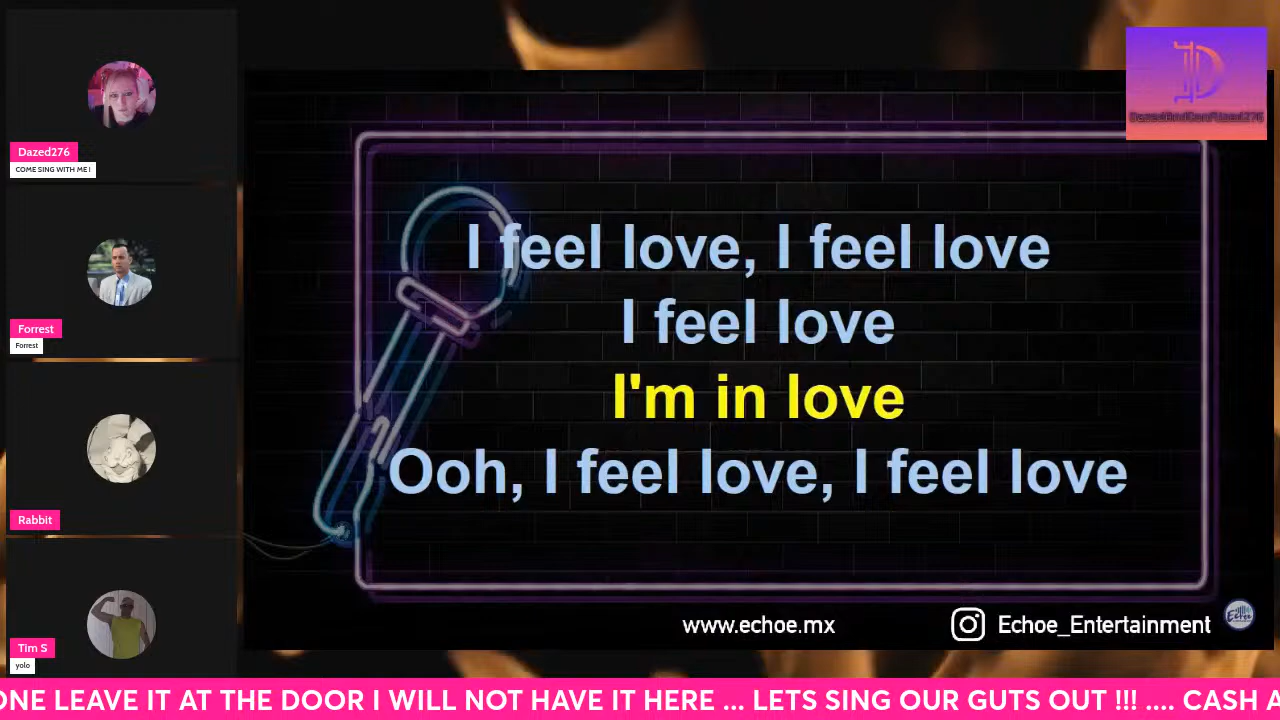 Dazed276
COME SING WITH ME !
Forrest
Forrest
Rabbit
Tim S
yolo
I feel love, I feel love
I feel love
I'm in love
Ooh, I feel love, I feel love
www.echoe.mx
Echoe_Entertainment
LEAVE IT AT THE DOOR I WILL NOT HAVE IT HERE ... LETS SING OUR GUTS OUT !!! .... CASH